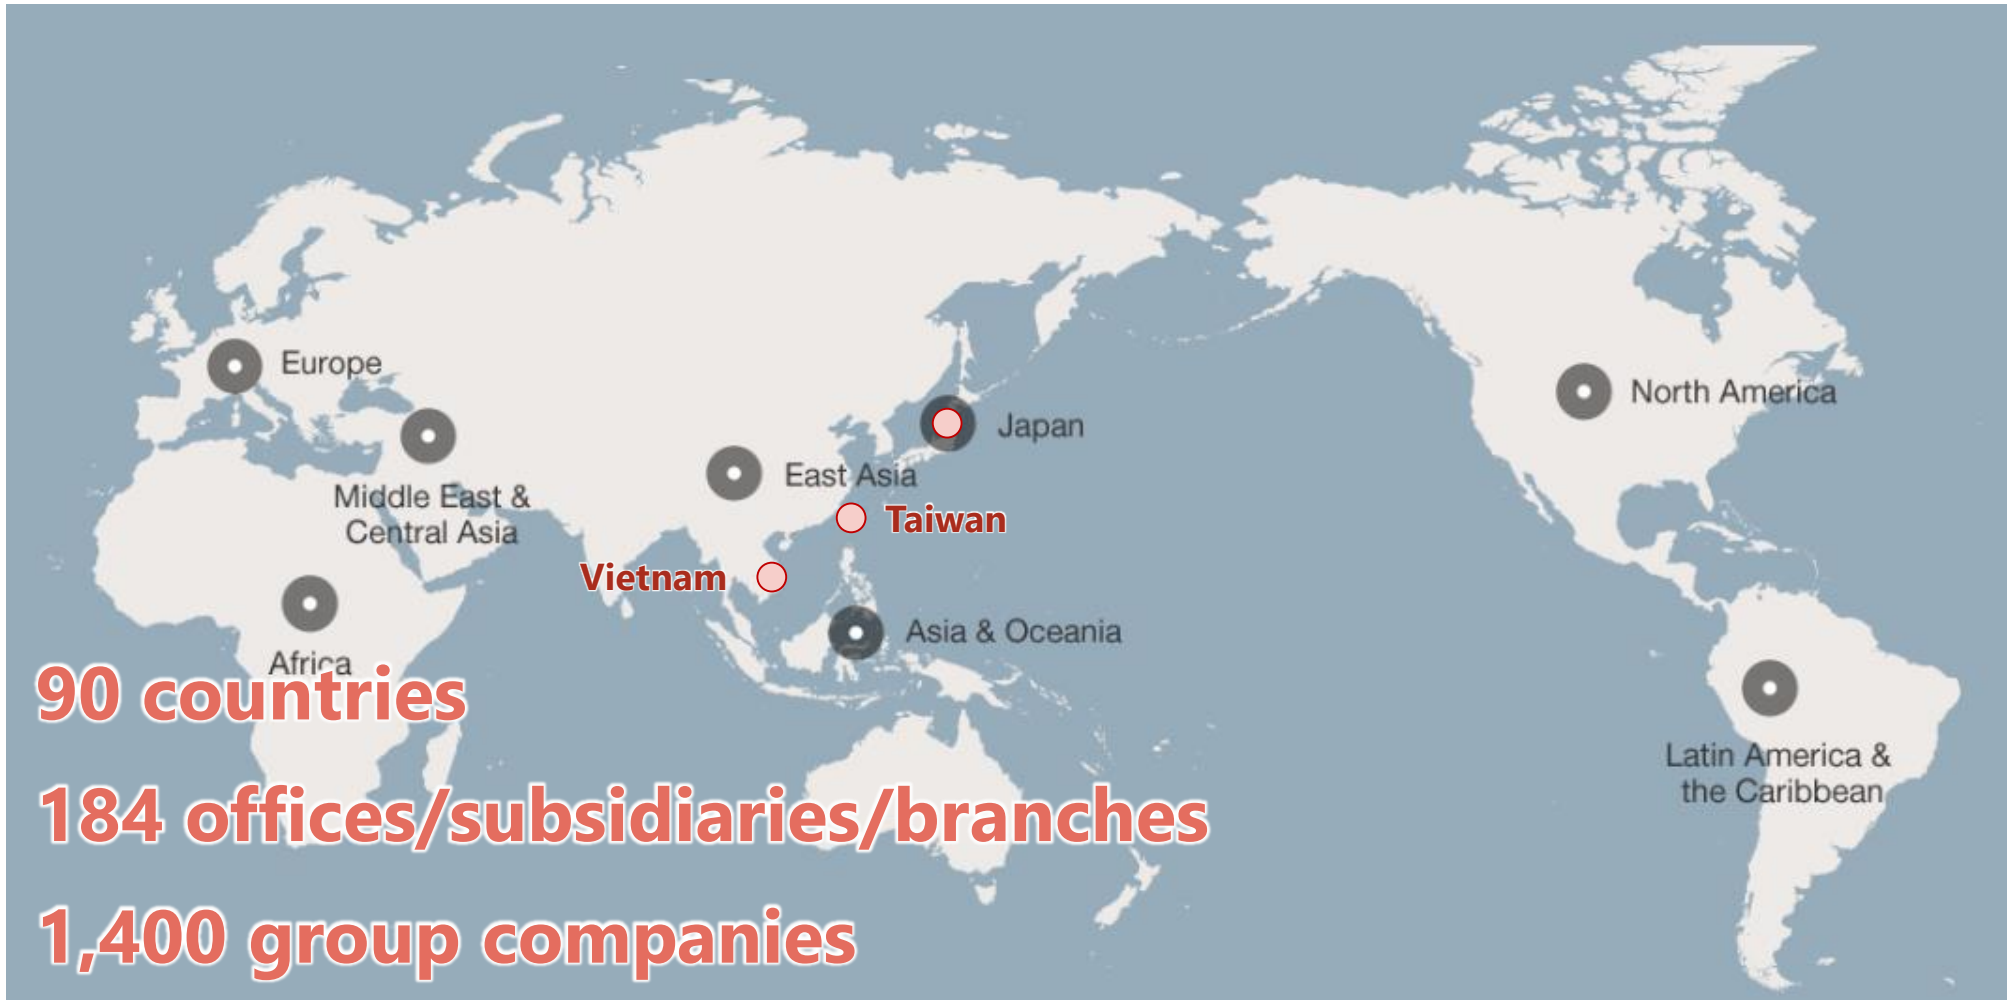 Europe
North America
Japan
East Asia
Middle East &
Central Asia
Taiwan
Vietnam
Asia & Oceania
Africa
90 countries
Latin America &
the Caribbean
184 offices/subsidiaries/branches
1,400 group companies